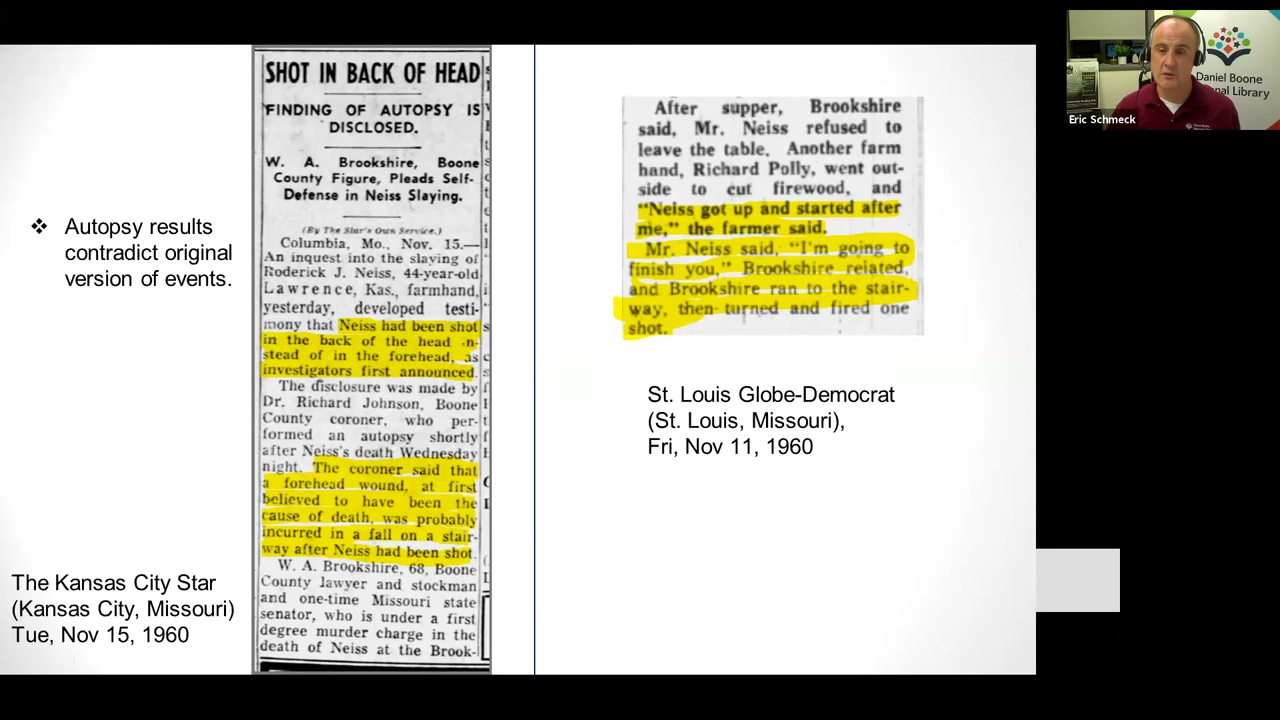 ❖ Autopsy results
contradict original
version of events.
The Kansas City Star
(Kansas City, Missouri)
Tue, Nov 15, 1960
SHOT IN BACK OF HEAD
FINDING OF AUTOPSY IS
DISCLOSED.
W. A. Brookshire, Boone
County Figure, Pleads Self-
Defense in Neiss Slaying.
(By The Star's Own Service.)
Columbia, Mo., Nov. 15.—
An inquest into the slaying of
Roderick J. Neiss, 44-year-old
Lawrence, Kas., farmhand,
yesterday, developed testi-
mony that Neiss had been shot
in the back of the head in-
stead of in the forehead, as
investigators first announced.
The disclosure was made by
Dr. Richard Johnson, Boone
County coroner, who per-
formed an autopsy shortly
after Neiss's death Wednesday
night. The coroner said that
a forehead wound, at first
believed to have been the
cause of death, was probably
incurred in a fall on a stair-
way after Neiss had been shot.
W. A. Brookshire, 68, Boone
County lawyer and stockman
and one-time Missouri state
senator, who is under a first
degree murder charge in the
death of Neiss at the Brook-
After supper, Brookshire
said, Mr. Neiss refused to
leave the table. Another farm
hand, Richard Polly, went out-
side to cut firewood, and
"Neiss got up and started after
me," the farmer said.
Mr. Neiss said, "I'm going to
finish you," Brookshire related,
and Brookshire ran to the stair-
way, then turned and fired one
shot.
St. Louis Globe-Democrat
(St. Louis, Missouri),
Fri, Nov 11, 1960
Daniel Boone
ional Library
Eric Schmeck